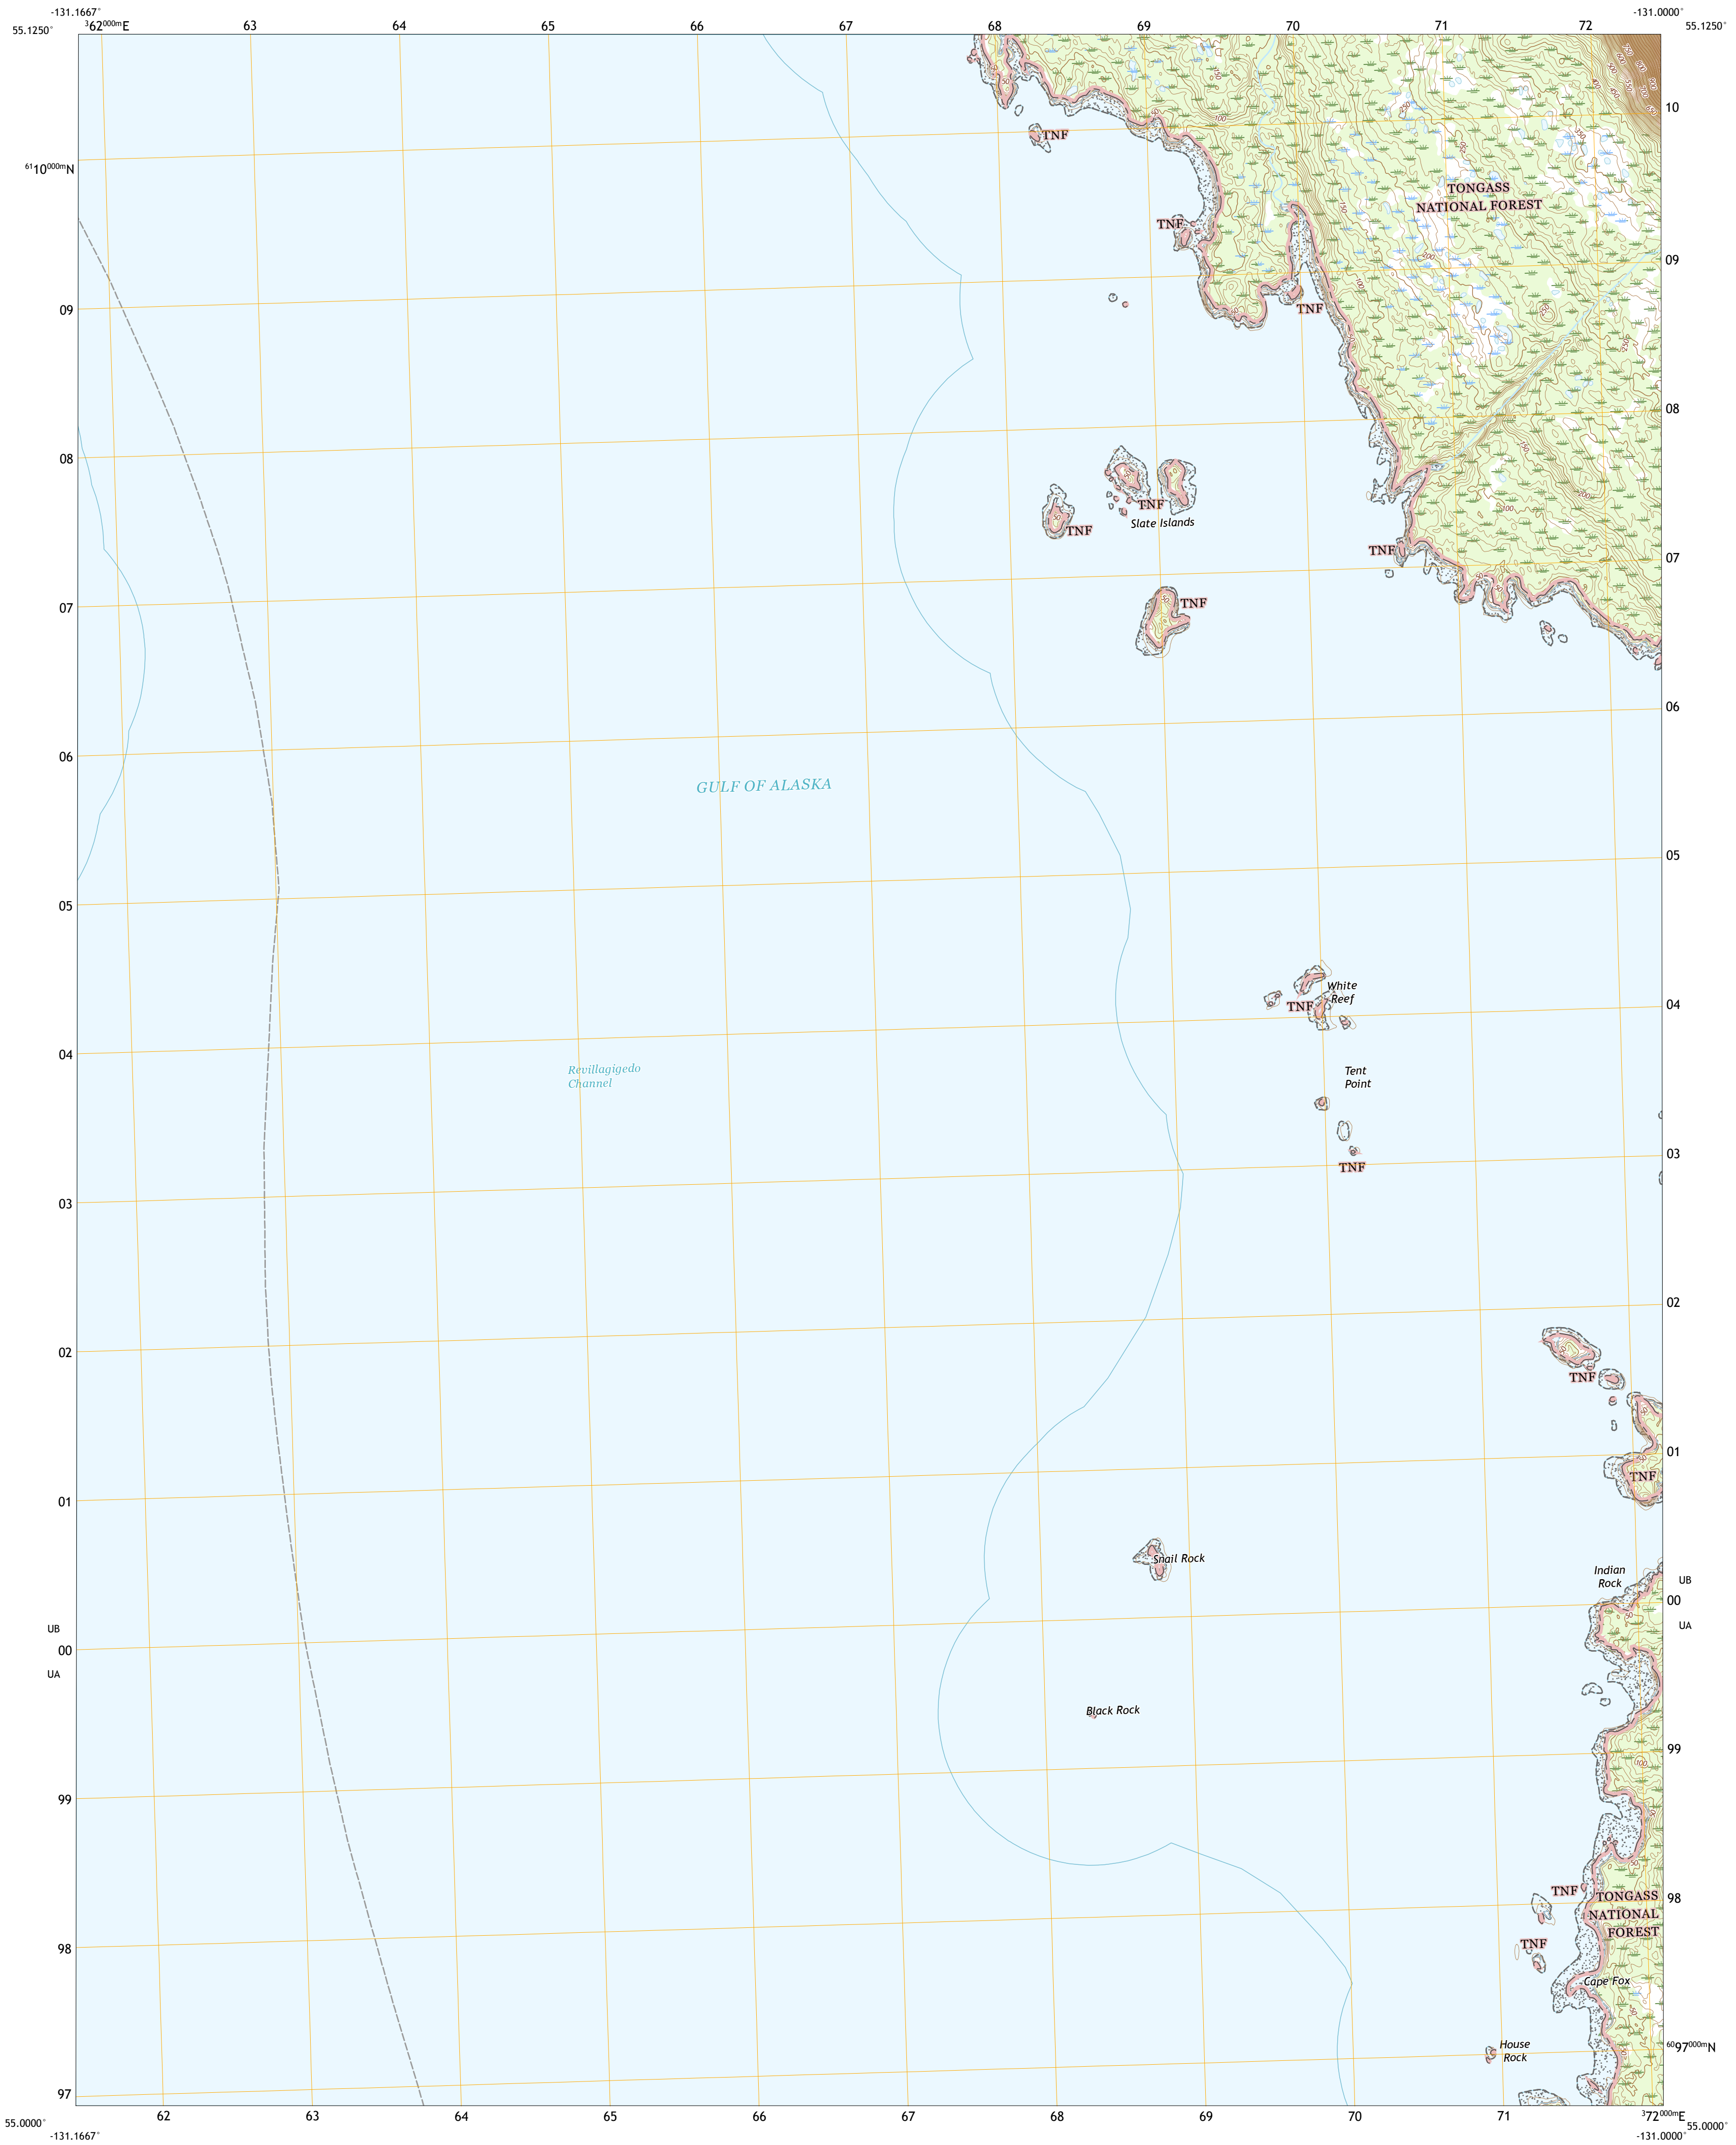 -131.1667°
-131.0000°
55.1250°
³62⁰⁰⁰ᵐE
63
64
65
66
67
68
69
70
71
72
55.1250°
10
TNF
⁶¹10⁰⁰⁰ᵐN
TONGASS
NATIONAL FOREST
TNF
09
TNF
09
08
08
TNF
Slate Islands
TNF
TNF
07
07
TNF
06
06
GULF OF ALASKA
05
05
White
Reef
TNF
04
04
Revillagigedo
Channel
Tent
Point
TNF
03
03
02
02
TNF
01
TNF
01
Snail Rock
Indian
Rock
UB
00
UA
UB
00
UA
Black Rock
99
99
TNF
TONGASS
NATIONAL
FOREST
98
TNF
98
Cape Fox
House
Rock
⁶⁰97⁰⁰⁰ᵐN
97
62
63
64
65
66
67
68
69
70
71
³72⁰⁰⁰ᵐE
55.0000°
55.0000°
-131.1667°
-131.0000°